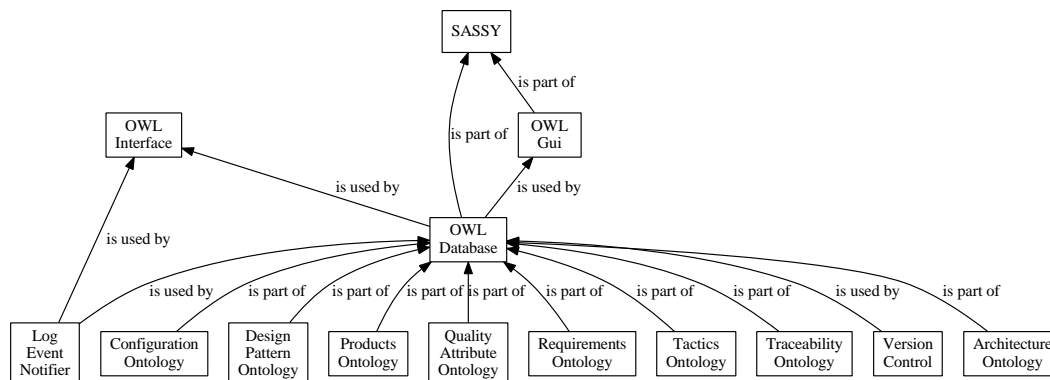 SASSY
is part of
OWL
Interface
is part of
OWL
Gui
is used by
is used by
is used by
OWL
Database
is used by
is part of
is part of
is part of
is part of
is part of
is part of
is part of
is used by
is part of
Log
Event
Notifier
Configuration
Ontology
Design
Pattern
Ontology
Products
Ontology
Quality
Attribute
Ontology
Requirements
Ontology
Tactics
Ontology
Traceability
Ontology
Version
Control
Architecture
Ontology